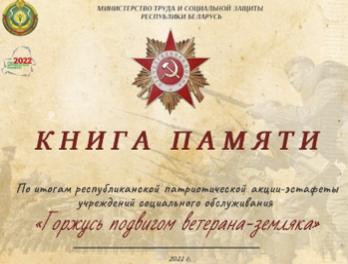 МИНИСТЕРСТВО ТРУДА И СОЦИАЛЬНОЙ ЗАЩИТЫ
РЕСПУБЛИКИ БЕЛАРУСЬ
2022
КНИГА ПАМЯТИ
По итогам республиканской патриотической акции-эстафеты
учреждений социального обслуживания
«Горжусь подвигом ветерана-земляка»
2022 г.